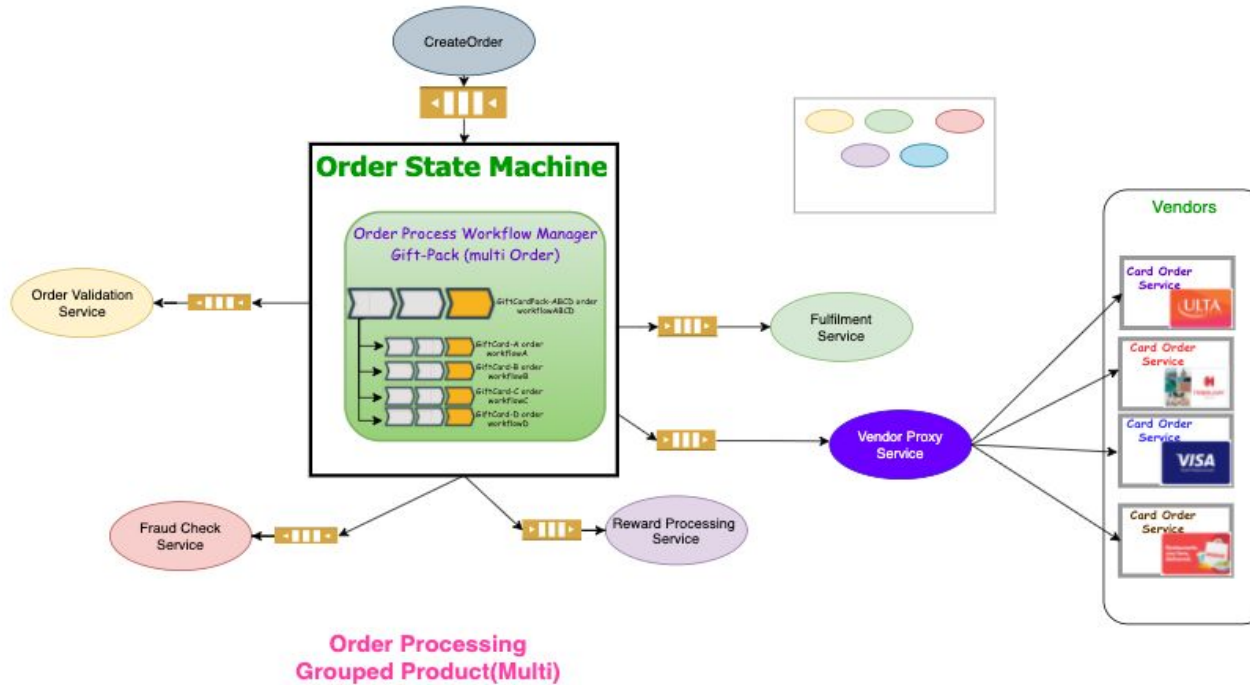 CreateOrder
Order State Machine
Order Process Workflow Manager
Gift-Pack (multi Order)
GiftCardPack-ABCD order
workflowABCD
GiftCard-A order
workflowA
GiftCard-B order
workflowB
GiftCard-C order
workflowC
GiftCard-D order
workflowD
Order Validation
Service
Fulfilment
Service
Vendor Proxy
Service
Fraud Check
Service
Reward Processing
Service
Vendors
Card Order
Service
ULTA
Card Order
Service
Card Order
Service
VISA
Card Order
Service
Order Processing
Grouped Product(Multi)